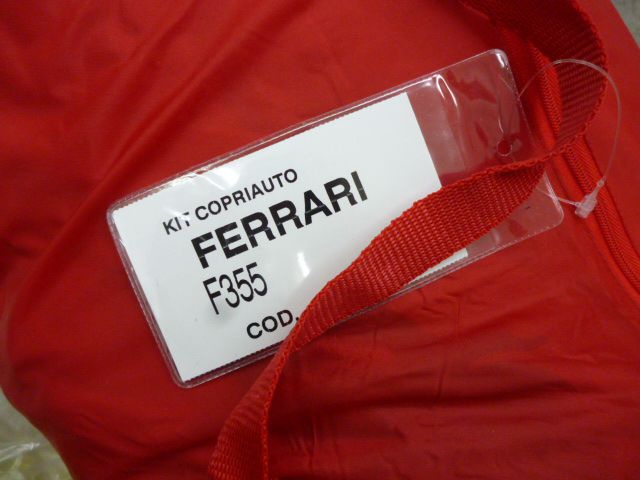 KIT COPRIAUTO
FERRARI
F355
COD.